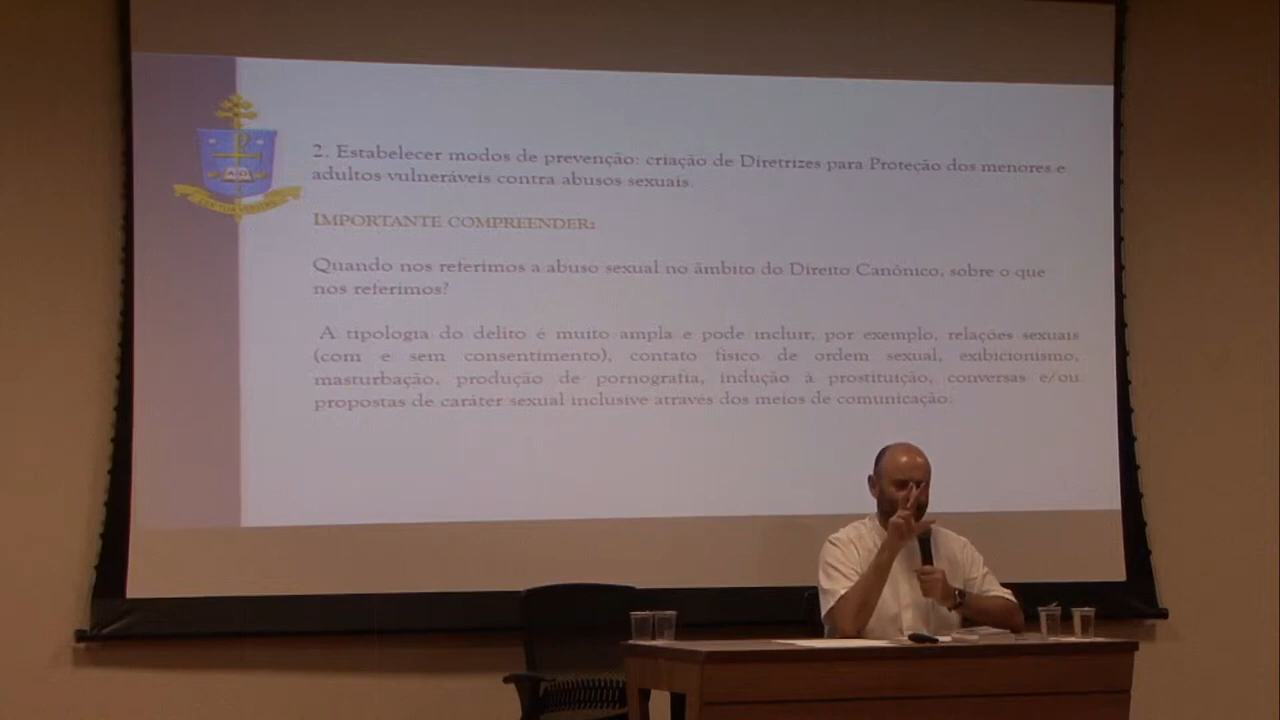 2. Estabelecer modos de prevenção: criação de Diretrizes para Proteção dos menores e
adultos vulneráveis contra abusos sexuais.
IMPORTANTE COMPREENDER:
Quando nos referimos a abuso sexual no âmbito do Direito Canônico, sobre o que
nos referimos?
A tipologia do delito é muito ampla e pode incluir, por exemplo, relações sexuais
(com e sem consentimento), contato físico de ordem sexual, exibicionismo,
masturbação, produção de pornografia, indução à prostituição, conversas e/ou
propostas de caráter sexual inclusive através dos meios de comunicação.